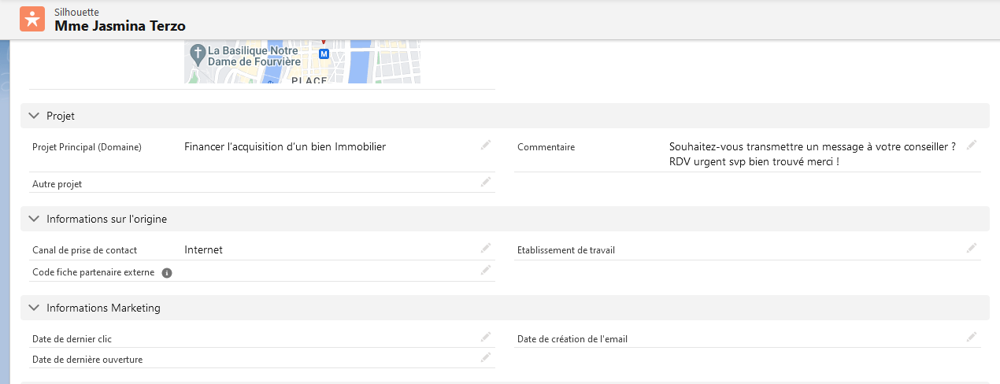 Silhouette
Mme Jasmina Terzo
La Basilique Notre
Dame de Fourvière
M
PLACE
Projet
Projet Principal (Domaine)
Financer l'acquisition d'un bien Immobilier
Commentaire
Souhaitez-vous transmettre un message à votre conseiller ?
RDV urgent svp bien trouvé merci !
Autre projet
Informations sur l'origine
Canal de prise de contact
Internet
Etablissement de travail
Code fiche partenaire externe
Informations Marketing
Date de dernier clic
Date de création de l'email
Date de dernière ouverture